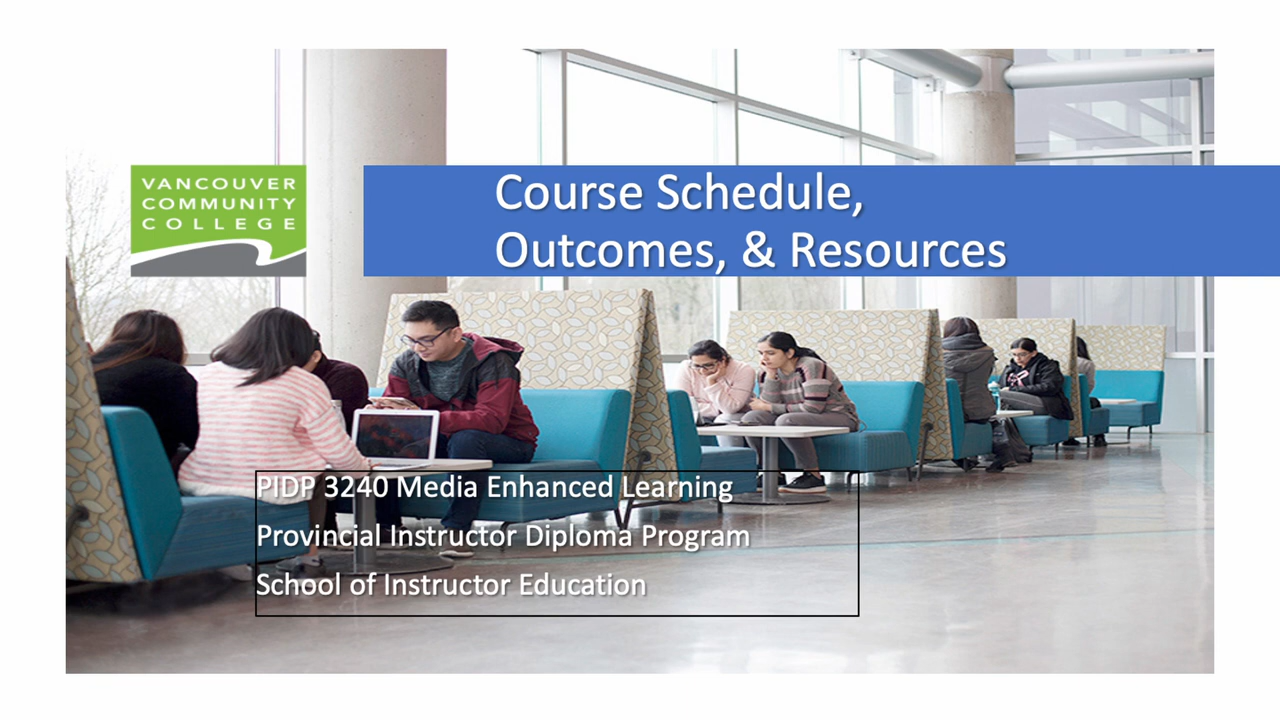 VANCOUVER
COMMUNITY
COLLEGE
Course Schedule,
Outcomes, & Resources
PIDP 3240 Media Enhanced Learning
Provincial Instructor Diploma Program
School of Instructor Education